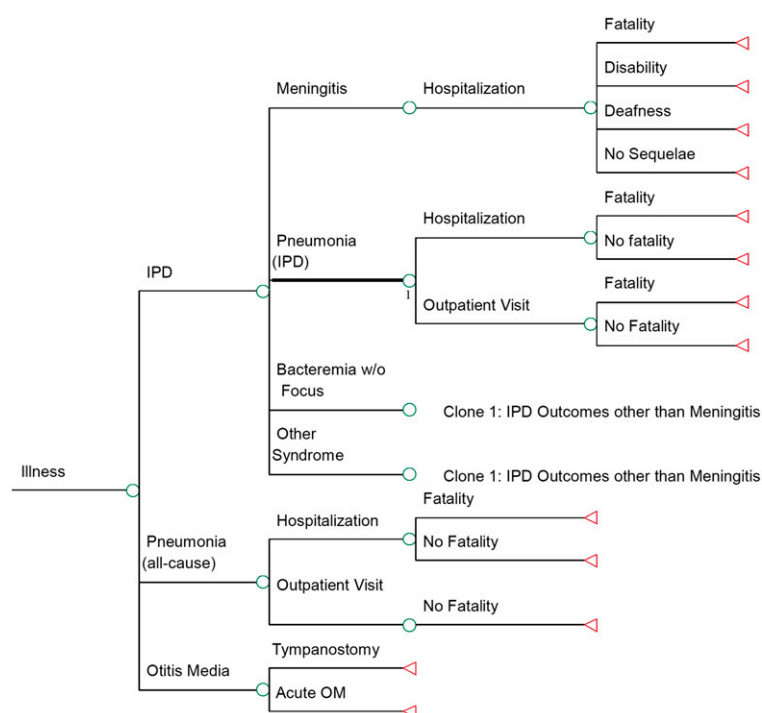 Fatality
Disability
Meningitis
Hospitalization
Deafness
No Sequelae
Fatality
Hospitalization
Pneumonia
(IPD)
No fatality
IPD
1
Outpatient Visit
Fatality
No Fatality
Bacteremia w/o
Focus
Clone 1: IPD Outcomes other than Meningitis
Other
Syndrome
Clone 1: IPD Outcomes other than Meningitis
Illness
Fatality
Hospitalization
Pneumonia
(all-cause)
No Fatality
Outpatient Visit
No Fatality
Tympanostomy
Otitis Media
Acute OM